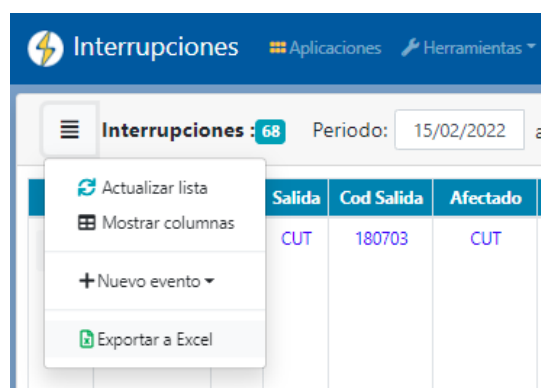 Interrupciones Aplicaciones Herramientas
Interrupciones : 68 Periodo: 15/02/2022 a
Actualizar lista
Mostrar columnas
Nuevo evento
Exportar a Excel
Salida Cod Salida Afectado
CUT 180703 CUT